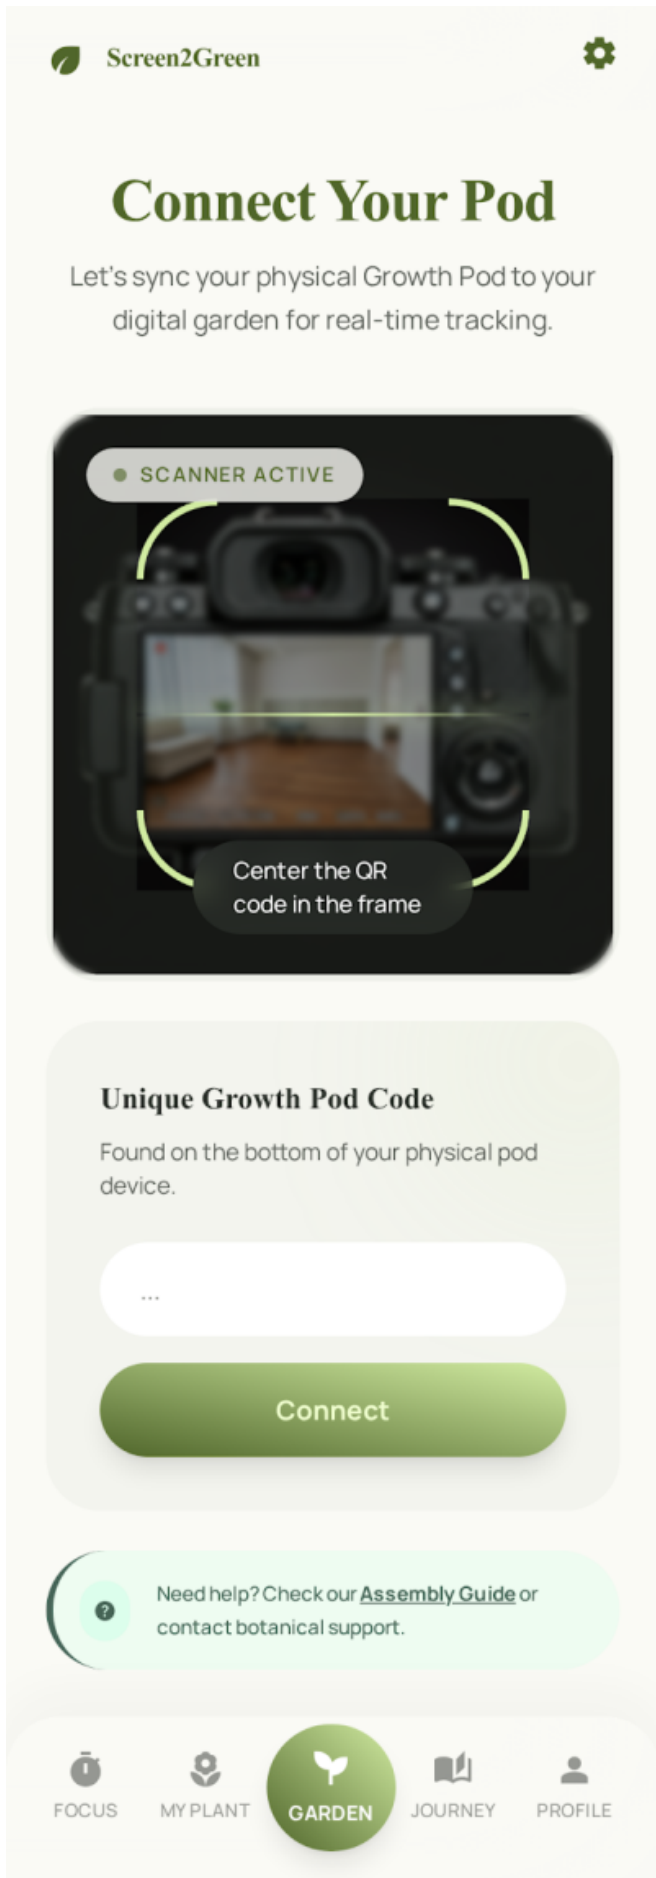 Screen2Green
Connect Your Pod
Let's sync your physical Growth Pod to your
digital garden for real-time tracking.
SCANNER ACTIVE
Center the QR
code in the frame
Unique Growth Pod Code
Found on the bottom of your physical pod
device.
...
Connect
Need help? Check our Assembly Guide or
contact botanical support.
FOCUS
MY PLANT
GARDEN
JOURNEY
PROFILE